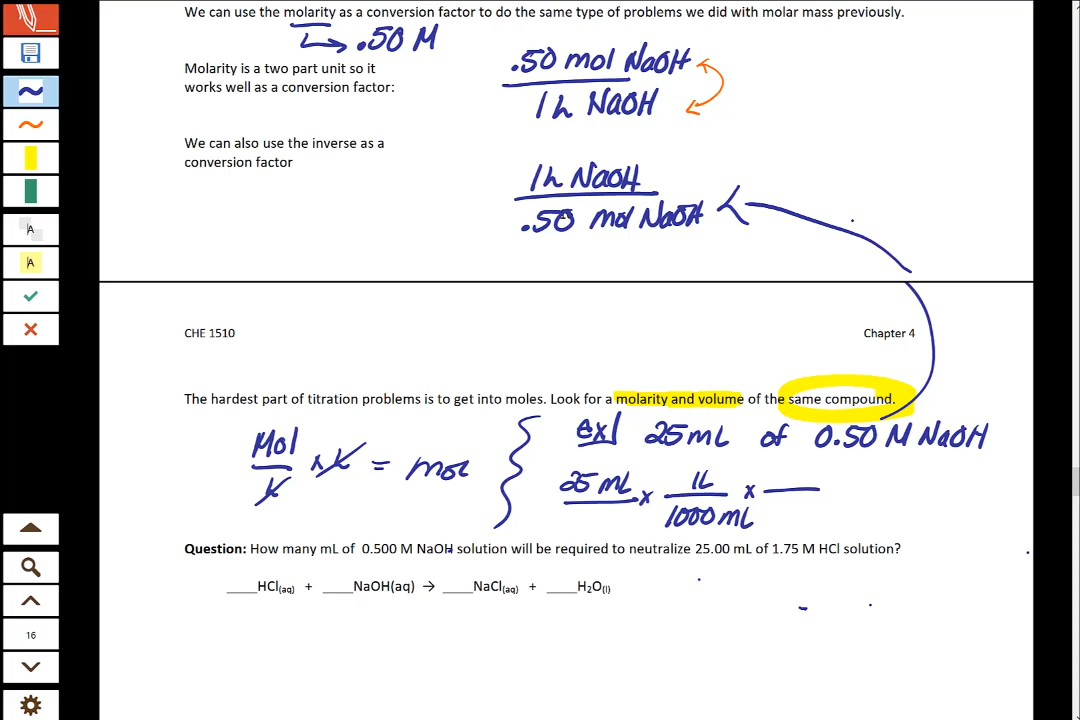 We can use the molarity as a conversion factor to do the same type of problems we did with molar mass previously.
.50 M
Molarity is a two part unit so it
works well as a conversion factor:
.50 mol NaOH
1L NaOH
We can also use the inverse as a
conversion factor
1L NaOH
.50 mol NaOH
CHE 1510
Chapter 4
The hardest part of titration problems is to get into moles. Look for a molarity and volume of the same compound.
ex) 25mL of 0.50 M NaOH
Mol
L × L = mol
25 mL × 1L ×
1000 mL
Question: How many mL of 0.500 M NaOH solution will be required to neutralize 25.00 mL of 1.75 M HCl solution?
____HCl(aq) + ____NaOH(aq) → ____NaCl(aq) + ____H2O(l)
A
A
16